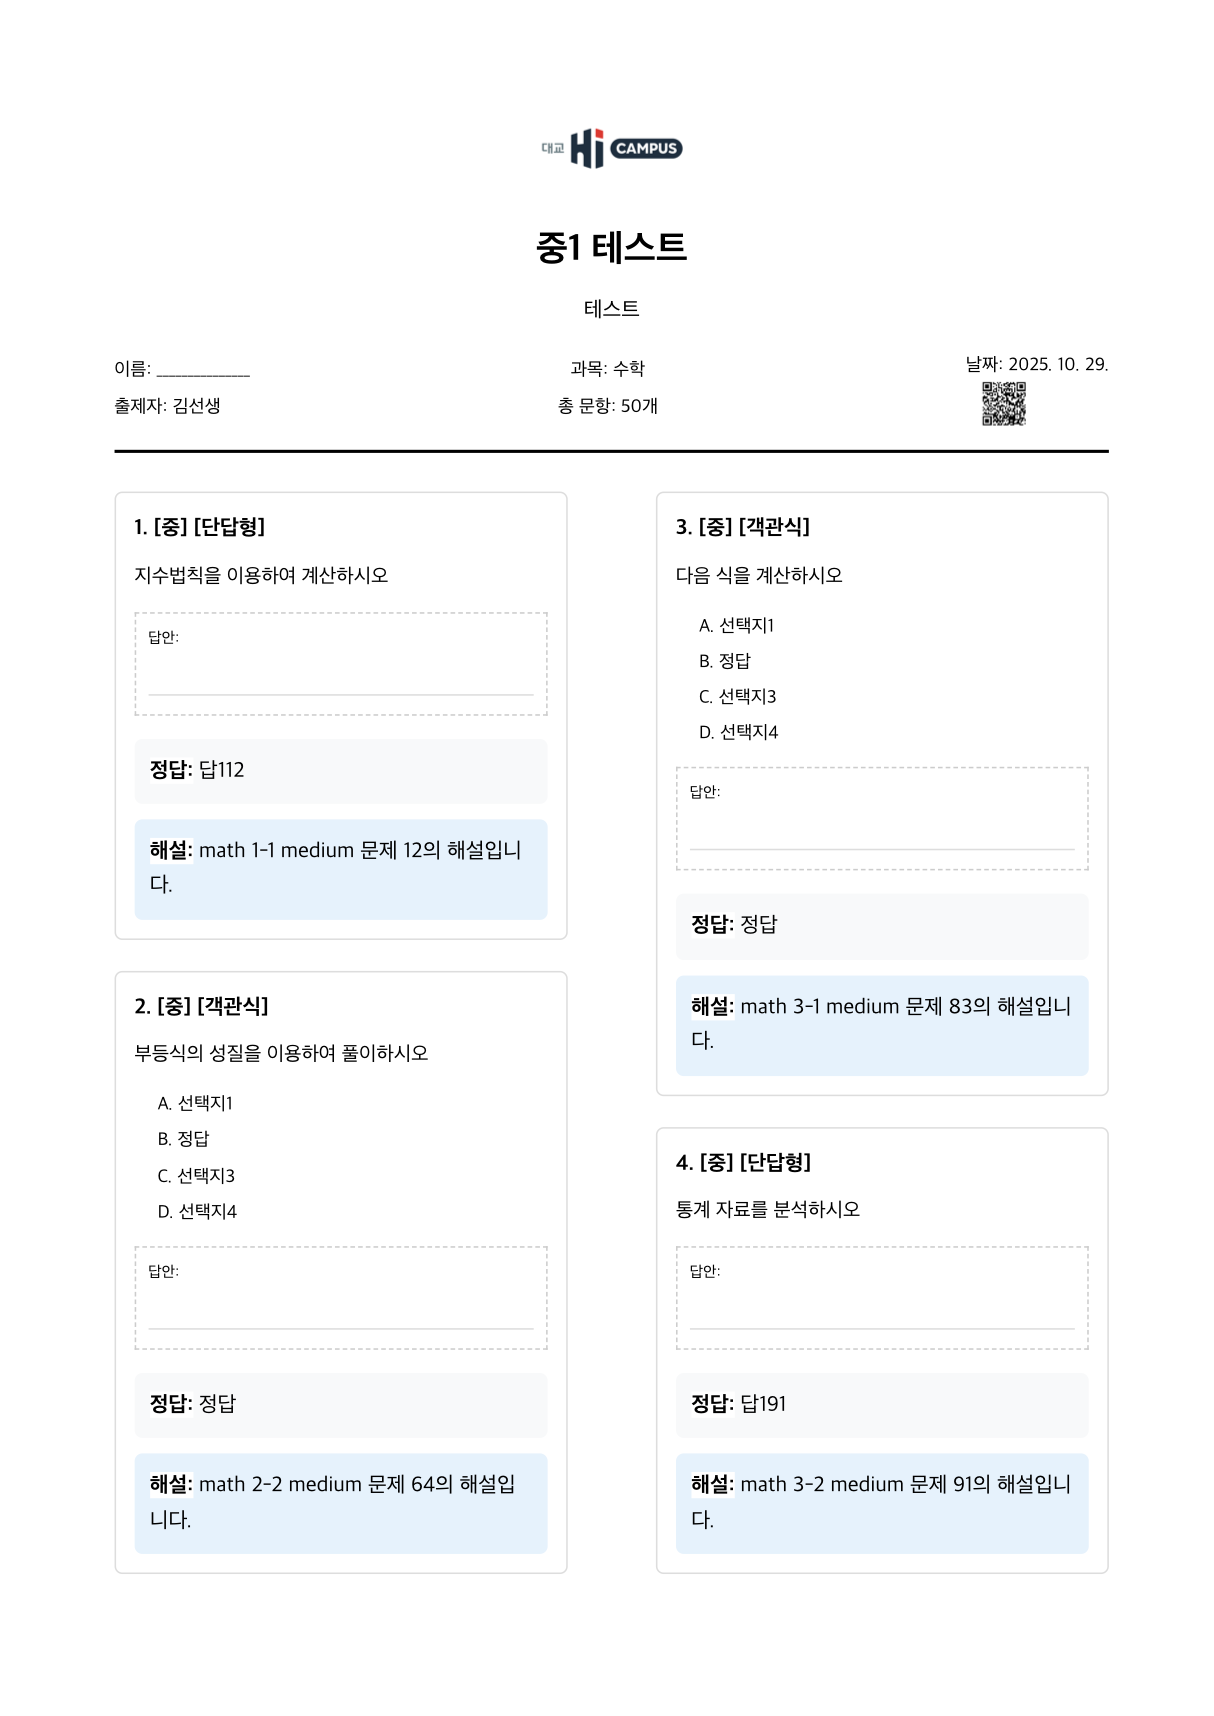 대교 Hi CAMPUS
중1 테스트
테스트
이름: _______________
과목: 수학
날짜: 2025. 10. 29.
출제자: 김선생
총 문항: 50개
1. [중] [단답형]
지수법칙을 이용하여 계산하시오
답안:
정답: 답112
해설: math 1-1 medium 문제 12의 해설입니
다.
2. [중] [객관식]
부등식의 성질을 이용하여 풀이하시오
A. 선택지1
B. 정답
C. 선택지3
D. 선택지4
답안:
정답: 정답
해설: math 2-2 medium 문제 64의 해설입
니다.
3. [중] [객관식]
다음 식을 계산하시오
A. 선택지1
B. 정답
C. 선택지3
D. 선택지4
답안:
정답: 정답
해설: math 3-1 medium 문제 83의 해설입니
다.
4. [중] [단답형]
통계 자료를 분석하시오
답안:
정답: 답191
해설: math 3-2 medium 문제 91의 해설입니
다.